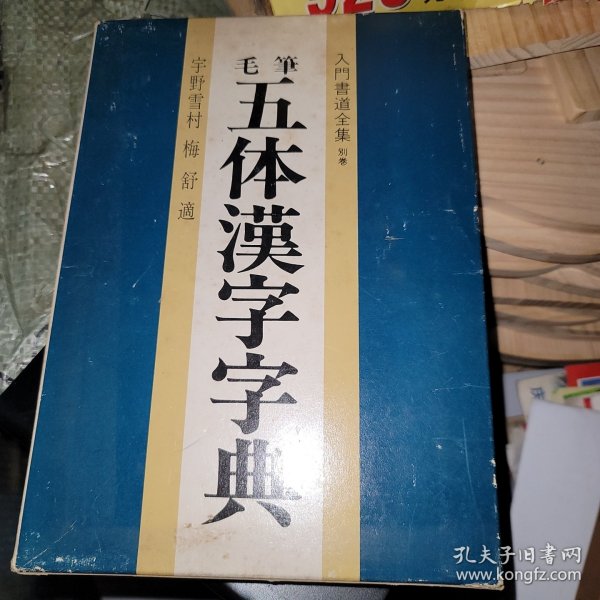 入門書道全集 別巻
毛筆
五体漢字字典
宇野雪村 梅舒適
孔夫子旧书网
www.kongfz.com